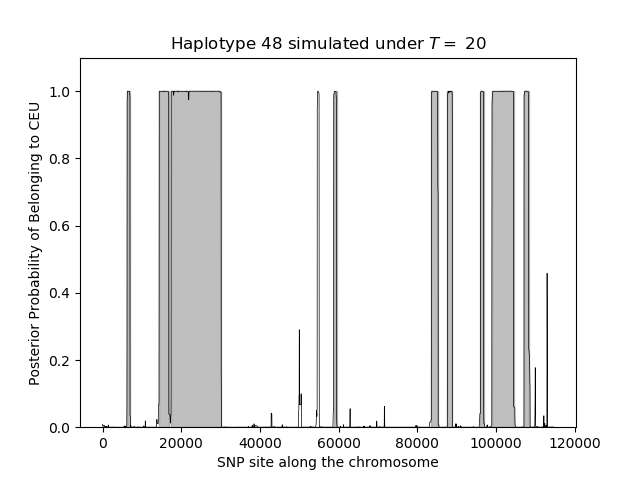 Haplotype 48 simulated under T = 20
Posterior Probability of Belonging to CEU
1.0
0.8
0.6
0.4
0.2
0.0
0 20000 40000 60000 80000 100000 120000
SNP site along the chromosome